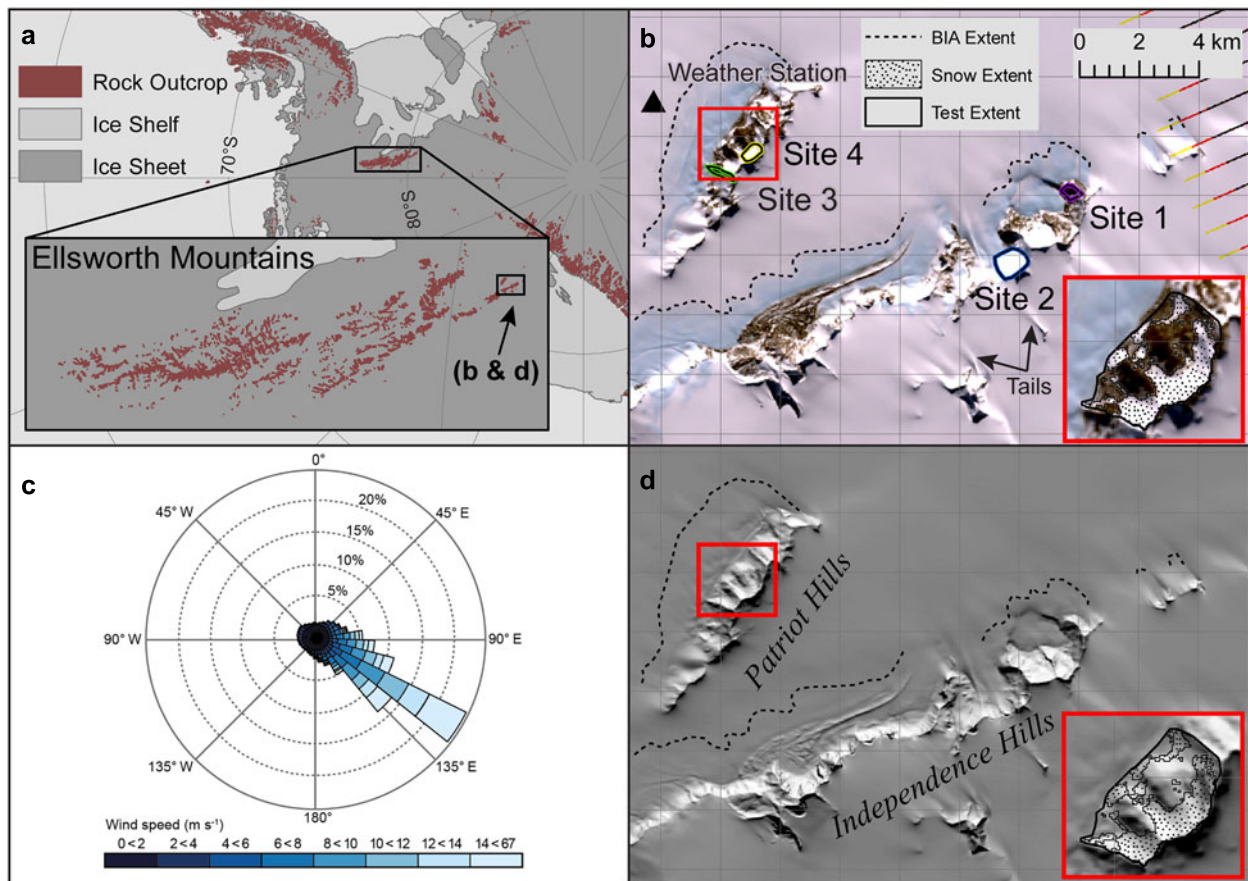 a
Rock Outcrop
Ice Shelf
Ice Sheet
70°S
80°S
Ellsworth Mountains
(b & d)
b
BIA Extent
Snow Extent
Test Extent
0 2 4 km
Weather Station
Site 4
Site 3
Site 1
Site 2
Tails
c
0°
45° W
45° E
20%
15%
10%
5%
90° W
90° E
135° W
135° E
180°
Wind speed (m s⁻¹)
0 < 2 2 < 4 4 < 6 6 < 8 8 < 10 10 < 12 12 < 14 14 < 67
d
Patriot Hills
Independence Hills